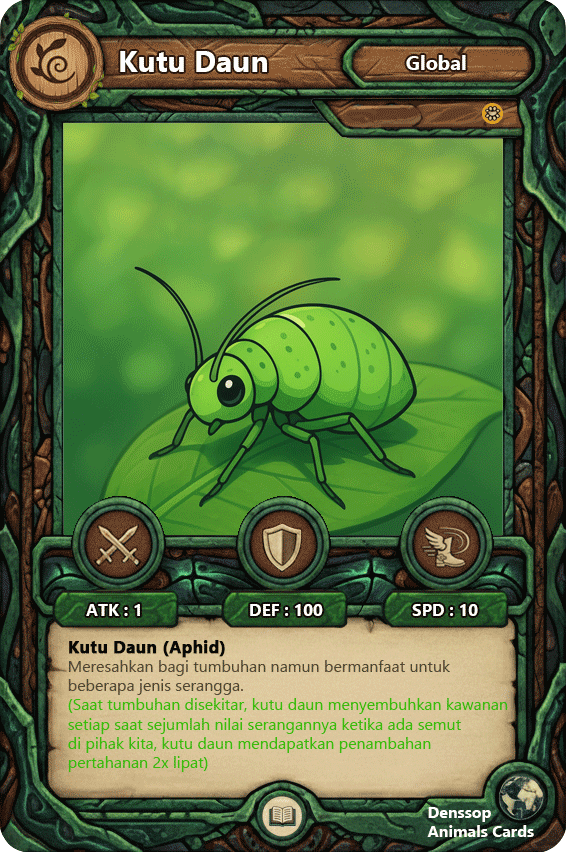 Kutu Daun
Global
ATK : 1
DEF : 100
SPD : 10
Kutu Daun (Aphid)
Meresahkan bagi tumbuhan namun bermanfaat untuk
beberapa jenis serangga.
(Saat tumbuhan disekitar, kutu daun menyembuhkan kawanan
setiap saat sejumlah nilai serangannya ketika ada semut
di pihak kita, kutu daun mendapatkan penambahan
pertahanan 2x lipat)
Denssop
Animals Cards